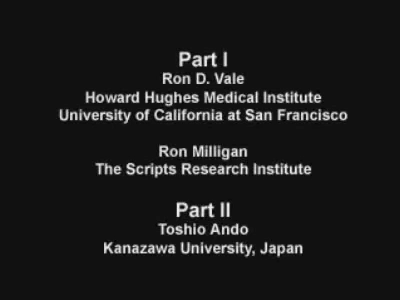 Part I
Ron D. Vale
Howard Hughes Medical Institute
University of California at San Francisco
Ron Milligan
The Scripts Research Institute
Part II
Toshio Ando
Kanazawa University, Japan